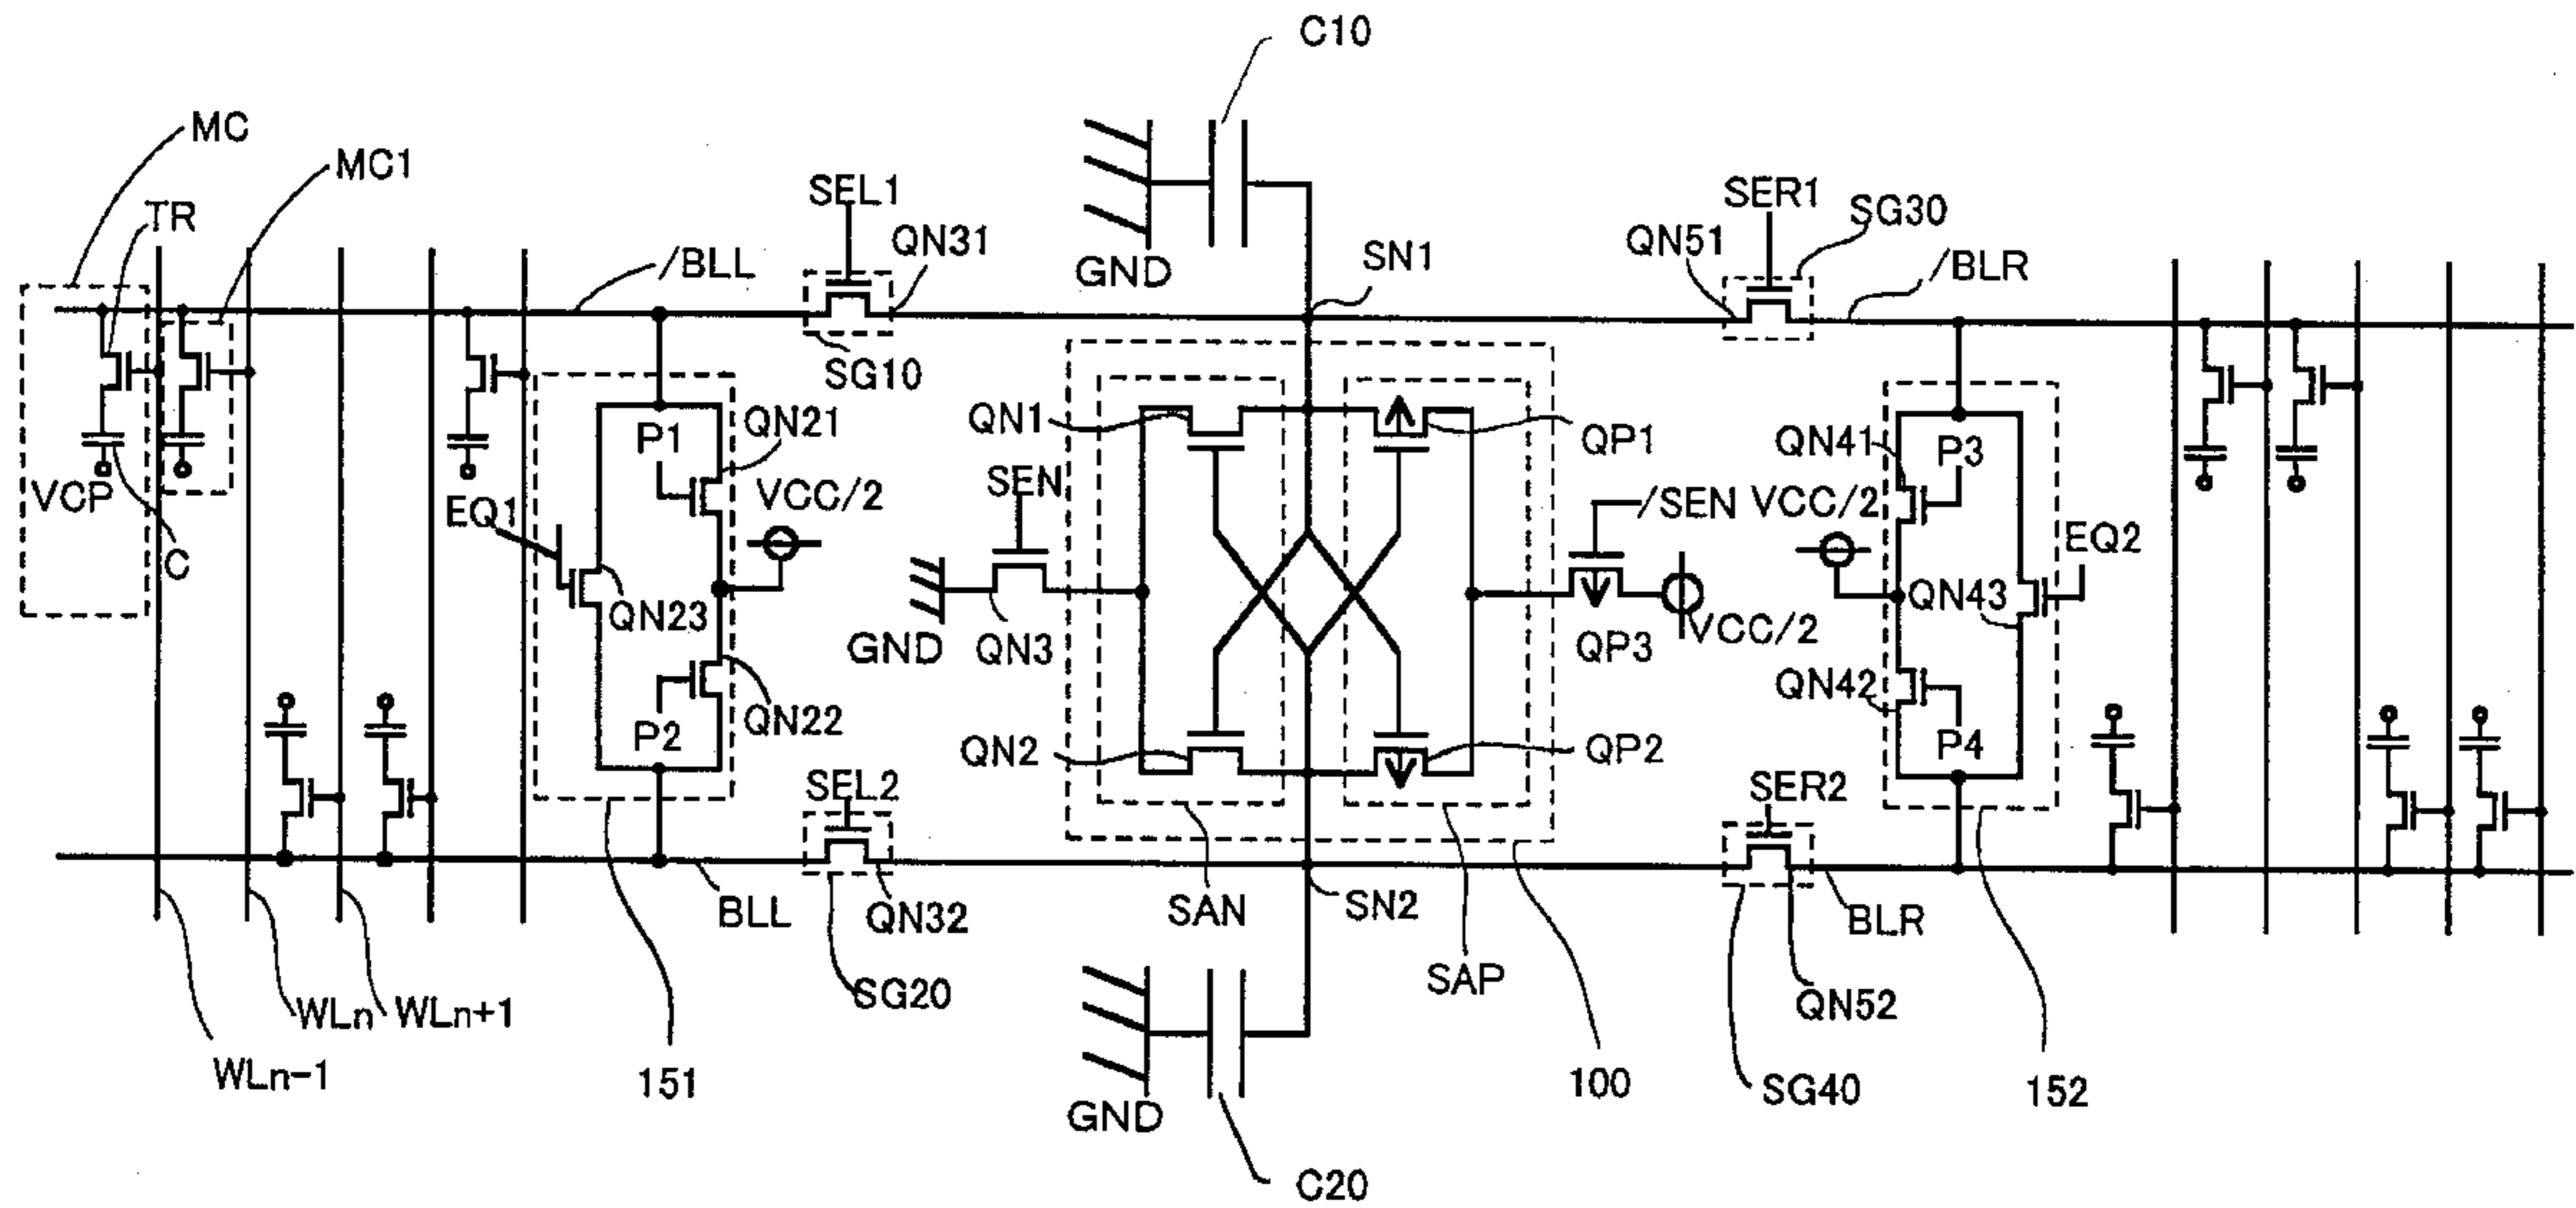 C10
MC
MC1
TR
SEL1
QN31
GND
SN1
QN51
SER1
SG30
/BLL
/BLR
SG10
QN1
QP1
P1
QN21
QN41
P3
VCP
C
EQ1
VCC/2
SEN
/SEN
VCC/2
EQ2
QN23
GND
QN3
QP3
VCC/2
QN43
P2
QN22
QN2
QP2
QN42
P4
SEL2
SER2
BLL
QN32
SAN
SN2
BLR
SG20
SAP
QN52
WLn
WLn+1
WLn-1
151
GND
100
SG40
152
C20